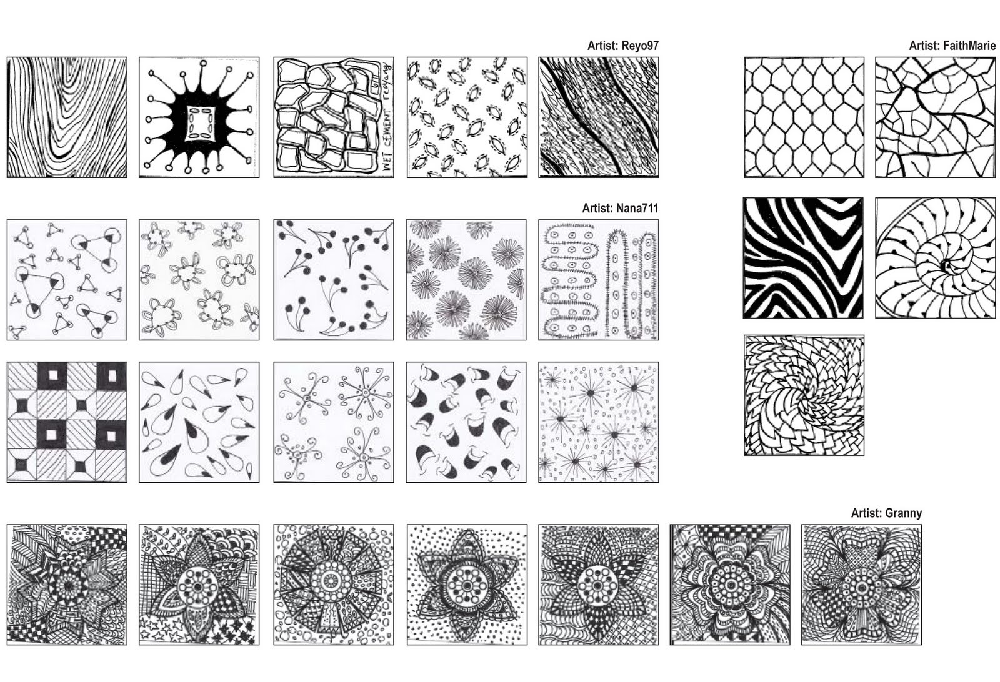 Artist: Reyo97
Artist: FaithMarie
WET CEMENT
Artist: Nana711
Artist: Granny